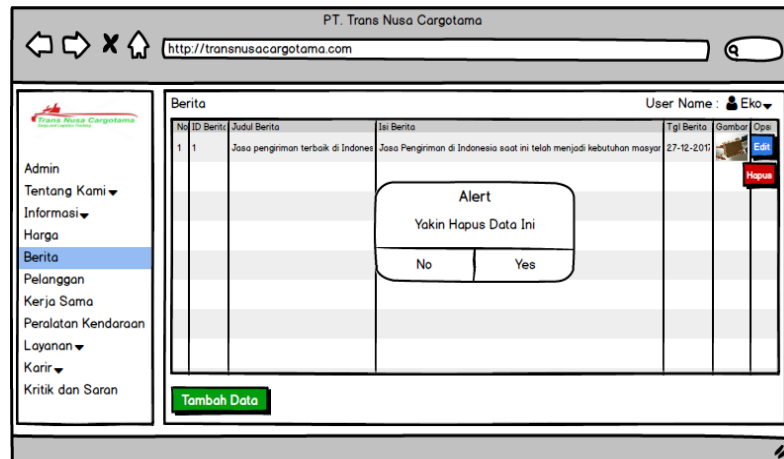 PT. Trans Nusa Cargotama
http://transnusacargotama.com
Trans Nusa Cargotama
Berita
User Name : Eko
No ID Berita Judul Berita Isi Berita Tgl Berita Gambar Opsi
1 1 Jasa pengiriman terbaik di Indones Jasa Pengiriman di Indonesia saat ini telah menjadi kebutuhan masyar 27-12-2017 Edit
Hapus
Alert
Yakin Hapus Data Ini
No Yes
Admin
Tentang Kami
Informasi
Harga
Berita
Pelanggan
Kerja Sama
Peralatan Kendaraan
Layanan
Karir
Kritik dan Saran
Tambah Data